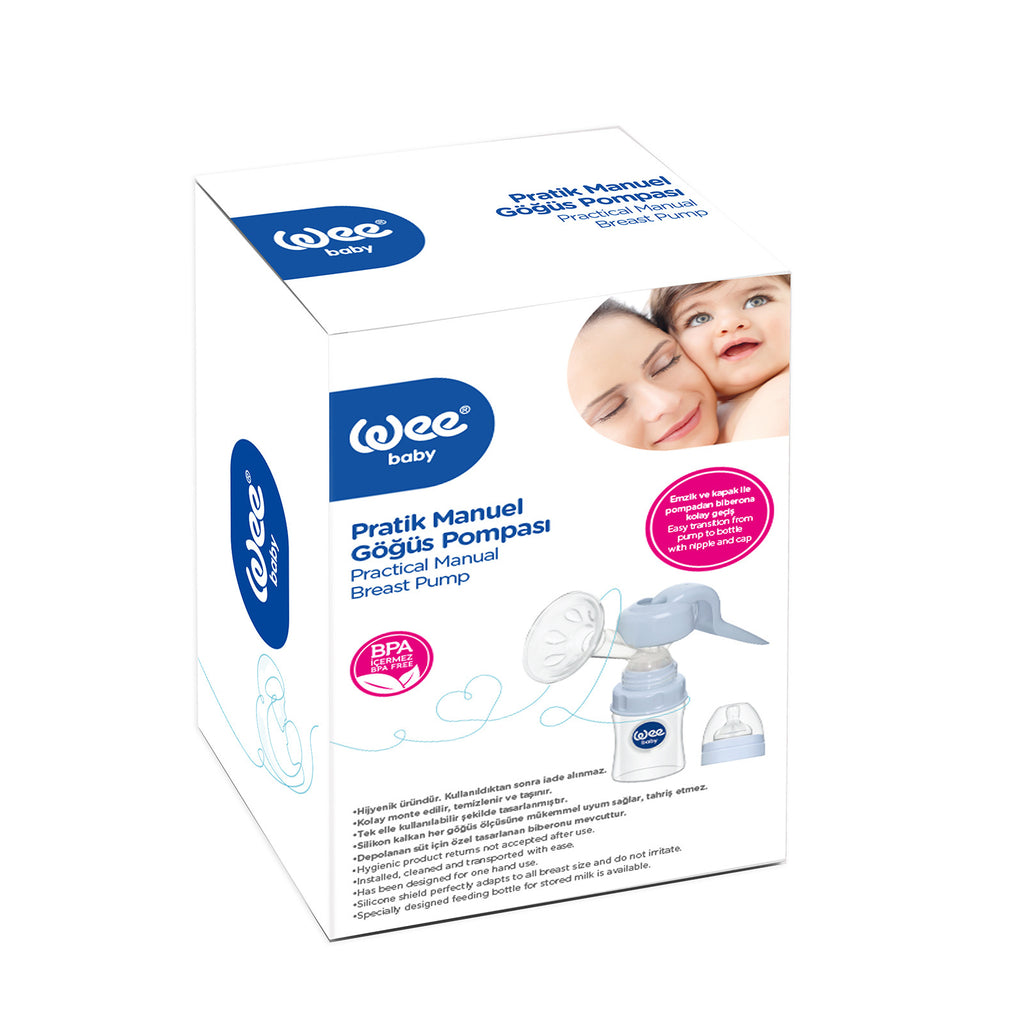 Wee®
baby
Pratik Manuel
Göğüs Pompası
Practical Manual
Breast Pump
Wee®
baby
Wee®
baby
Pratik Manuel
Göğüs Pompası
Practical Manual
Breast Pump
Emzik ve kapak ile
pompadan biberona
kolay geçiş
Easy transition from
pump to bottle
with nipple and cap
BPA
İÇERMEZ
BPA FREE
Wee
baby
•Hijyenik üründür. Kullanıldıktan sonra iade alınmaz.
•Kolay monte edilir, temizlenir ve taşınır.
•Tek elle kullanılabilir şekilde tasarlanmıştır.
•Silikon kalkan her göğüs ölçüsüne mükemmel uyum sağlar, tahriş etmez.
•Depolanan süt için özel tasarlanan biberonu mevcuttur.
•Hygienic product returns not accepted after use.
•Installed, cleaned and transported with ease.
•Has been designed for one hand use.
•Silicone shield perfectly adapts to all breast size and do not irritate.
•Specially designed feeding bottle for stored milk is available.